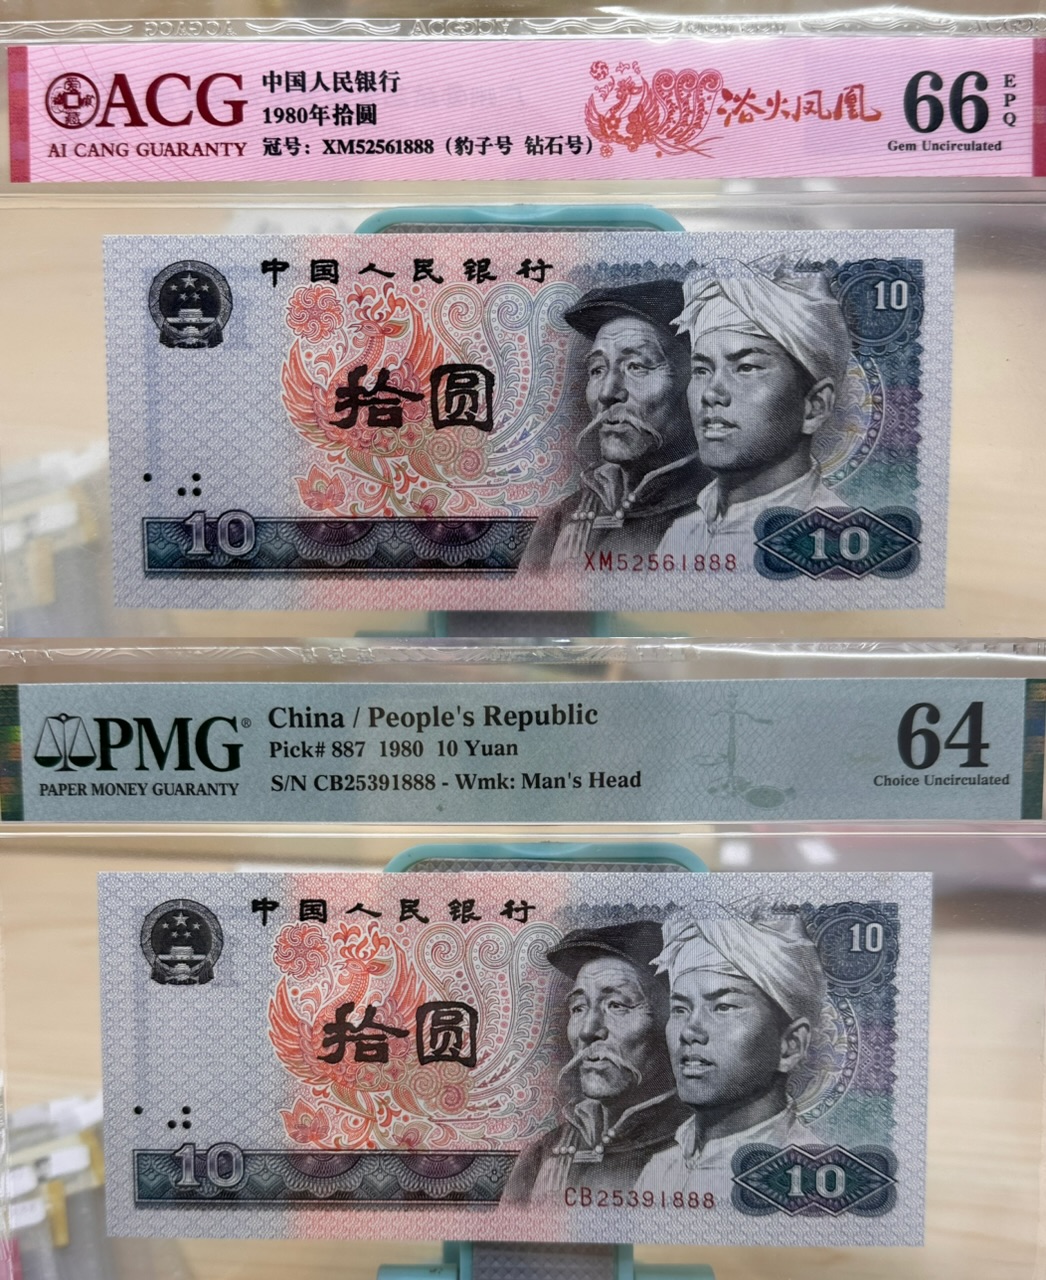 ACG
AI CANG GUARANTY
中国人民银行
1980年拾圆
冠号：XM52561888（豹子号 钻石号）
浴火凤凰
66
EPQ
Gem Uncirculated
中国人民银行
10
拾圆
10
XM52561888
10
PMG®
PAPER MONEY GUARANTY
China / People's Republic
Pick# 887 1980 10 Yuan
S/N CB25391888 - Wmk: Man's Head
64
Choice Uncirculated
中国人民银行
10
拾圆
10
CB25391888
10